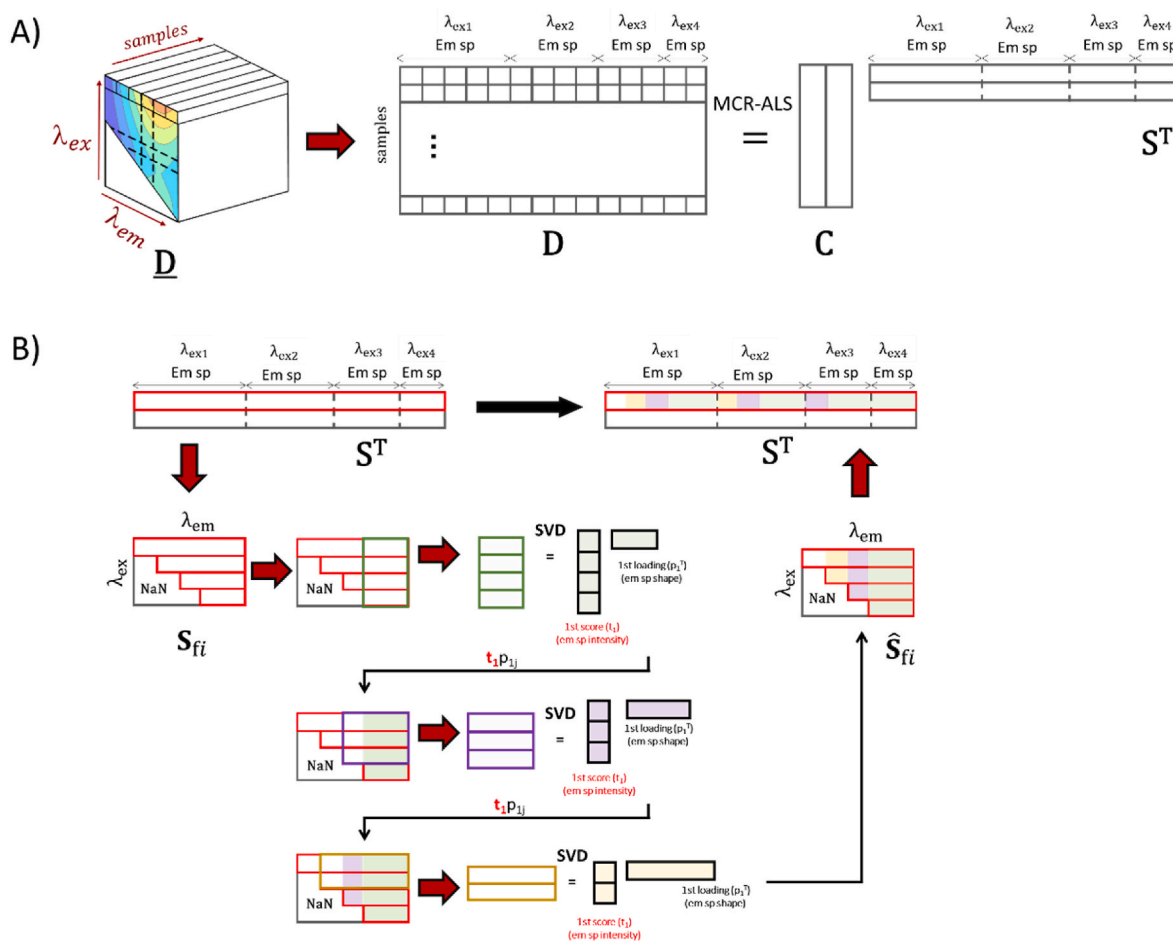 A)
samples
λex
λem
D
λex1 λex2 λex3 λex4
Em sp Em sp Em sp Em sp
samples
⋮
D
MCR-ALS
=
C
λex1 λex2 λex3 λex4
Em sp Em sp Em sp Em sp
Sᵀ
B)
λex1 λex2 λex3 λex4
Em sp Em sp Em sp Em sp
Sᵀ
λex1 λex2 λex3 λex4
Em sp Em sp Em sp Em sp
Sᵀ
λem
λex
NaN
Sfi
NaN
SVD
=
1st loading (p₁ᵀ)
(em sp shape)
1st score (t₁)
(em sp intensity)
t₁p₁ⱼ
NaN
SVD
=
1st loading (p₁ᵀ)
(em sp shape)
1st score (t₁)
(em sp intensity)
t₁p₁ⱼ
NaN
SVD
=
1st loading (p₁ᵀ)
(em sp shape)
1st score (t₁)
(em sp intensity)
λem
λex
NaN
Ŝfi